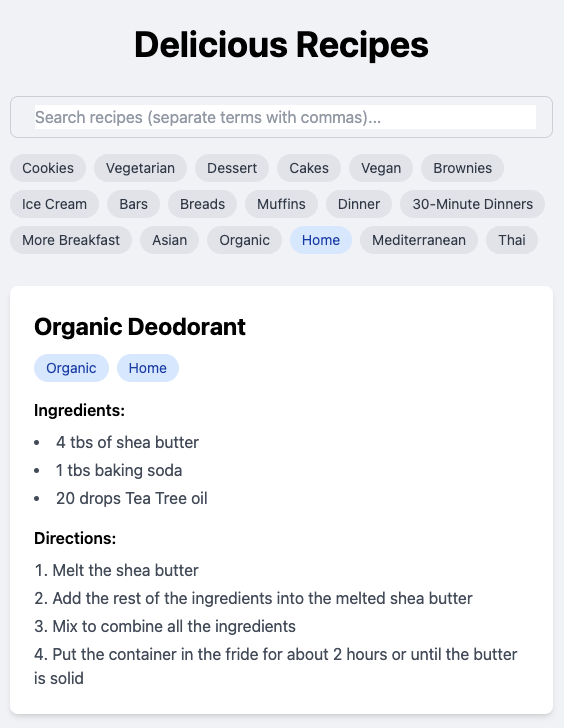 Delicious Recipes
Search recipes (separate terms with commas)...
Cookies Vegetarian Dessert Cakes Vegan Brownies
Ice Cream Bars Breads Muffins Dinner 30-Minute Dinners
More Breakfast Asian Organic Home Mediterranean Thai
Organic Deodorant
Organic Home
Ingredients:
• 4 tbs of shea butter
• 1 tbs baking soda
• 20 drops Tea Tree oil
Directions:
1. Melt the shea butter
2. Add the rest of the ingredients into the melted shea butter
3. Mix to combine all the ingredients
4. Put the container in the fride for about 2 hours or until the butter
is solid